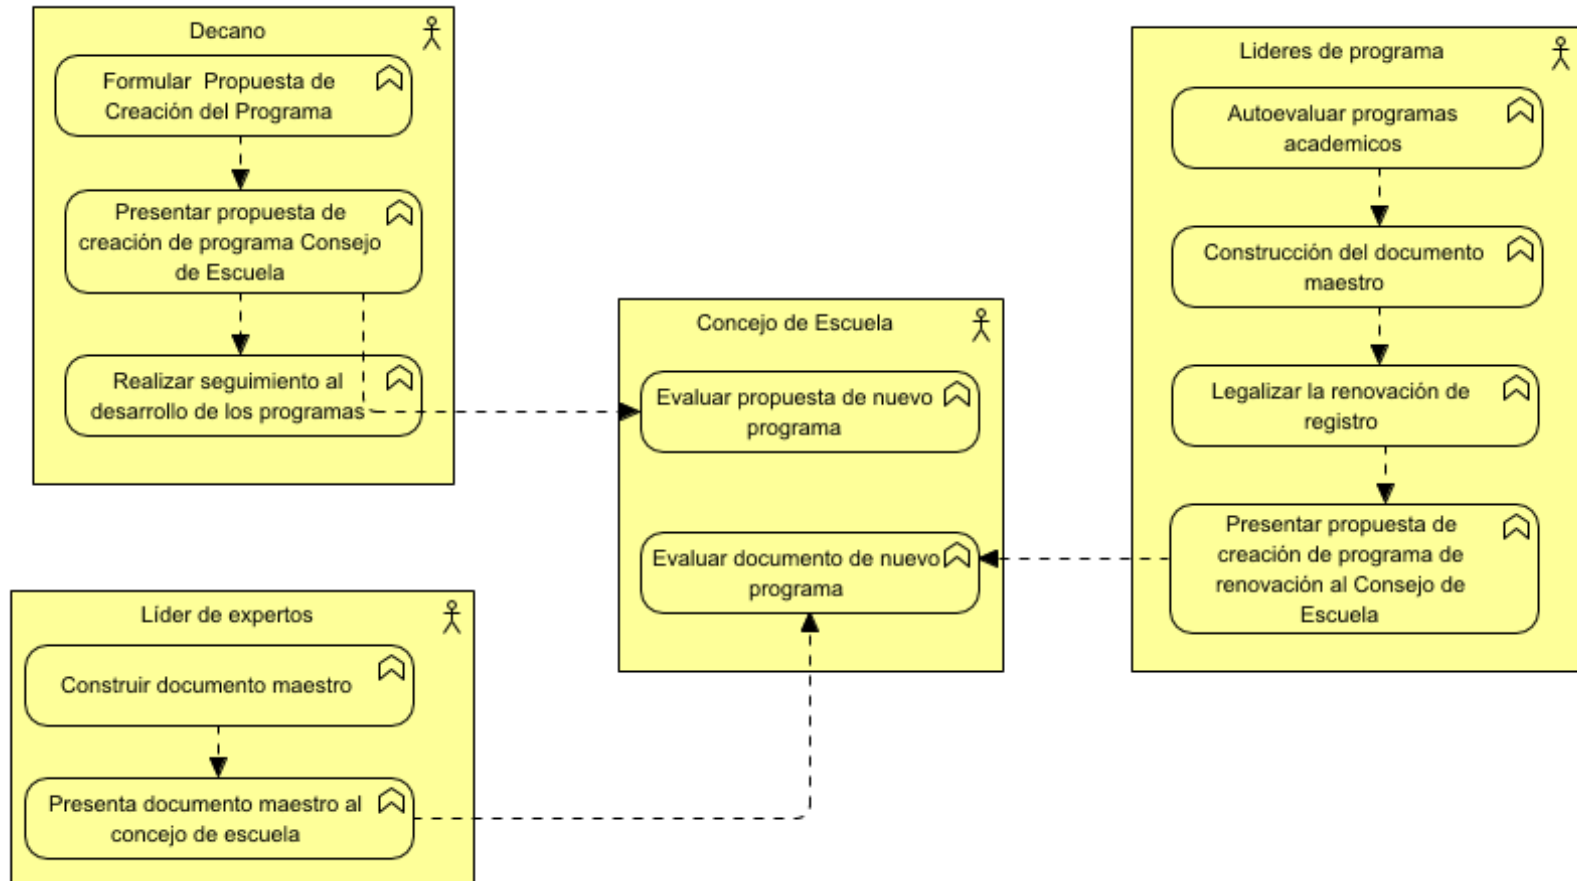 Decano
Formular Propuesta de
Creación del Programa
Presentar propuesta de
creación de programa Consejo
de Escuela
Realizar seguimiento al
desarrollo de los programas
Líder de expertos
Construir documento maestro
Presenta documento maestro al
concejo de escuela
Concejo de Escuela
Evaluar propuesta de nuevo
programa
Evaluar documento de nuevo
programa
Lideres de programa
Autoevaluar programas
academicos
Construcción del documento
maestro
Legalizar la renovación de
registro
Presentar propuesta de
creación de programa de
renovación al Consejo de
Escuela